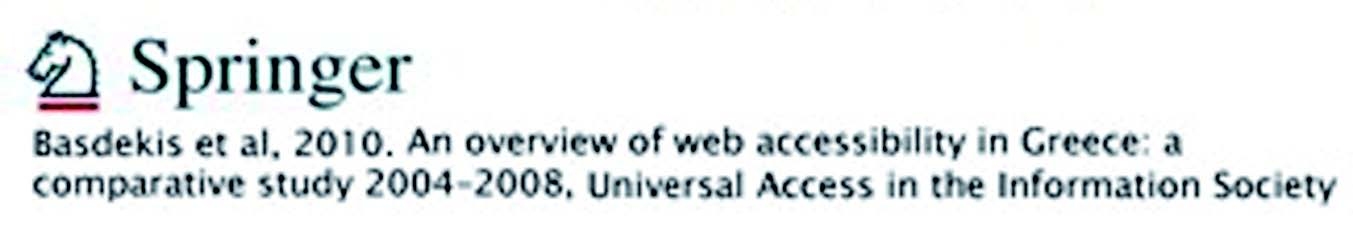 Springer
Basdekis et al, 2010. An overview of web accessibility in Greece: a
comparative study 2004-2008, Universal Access in the Information Society